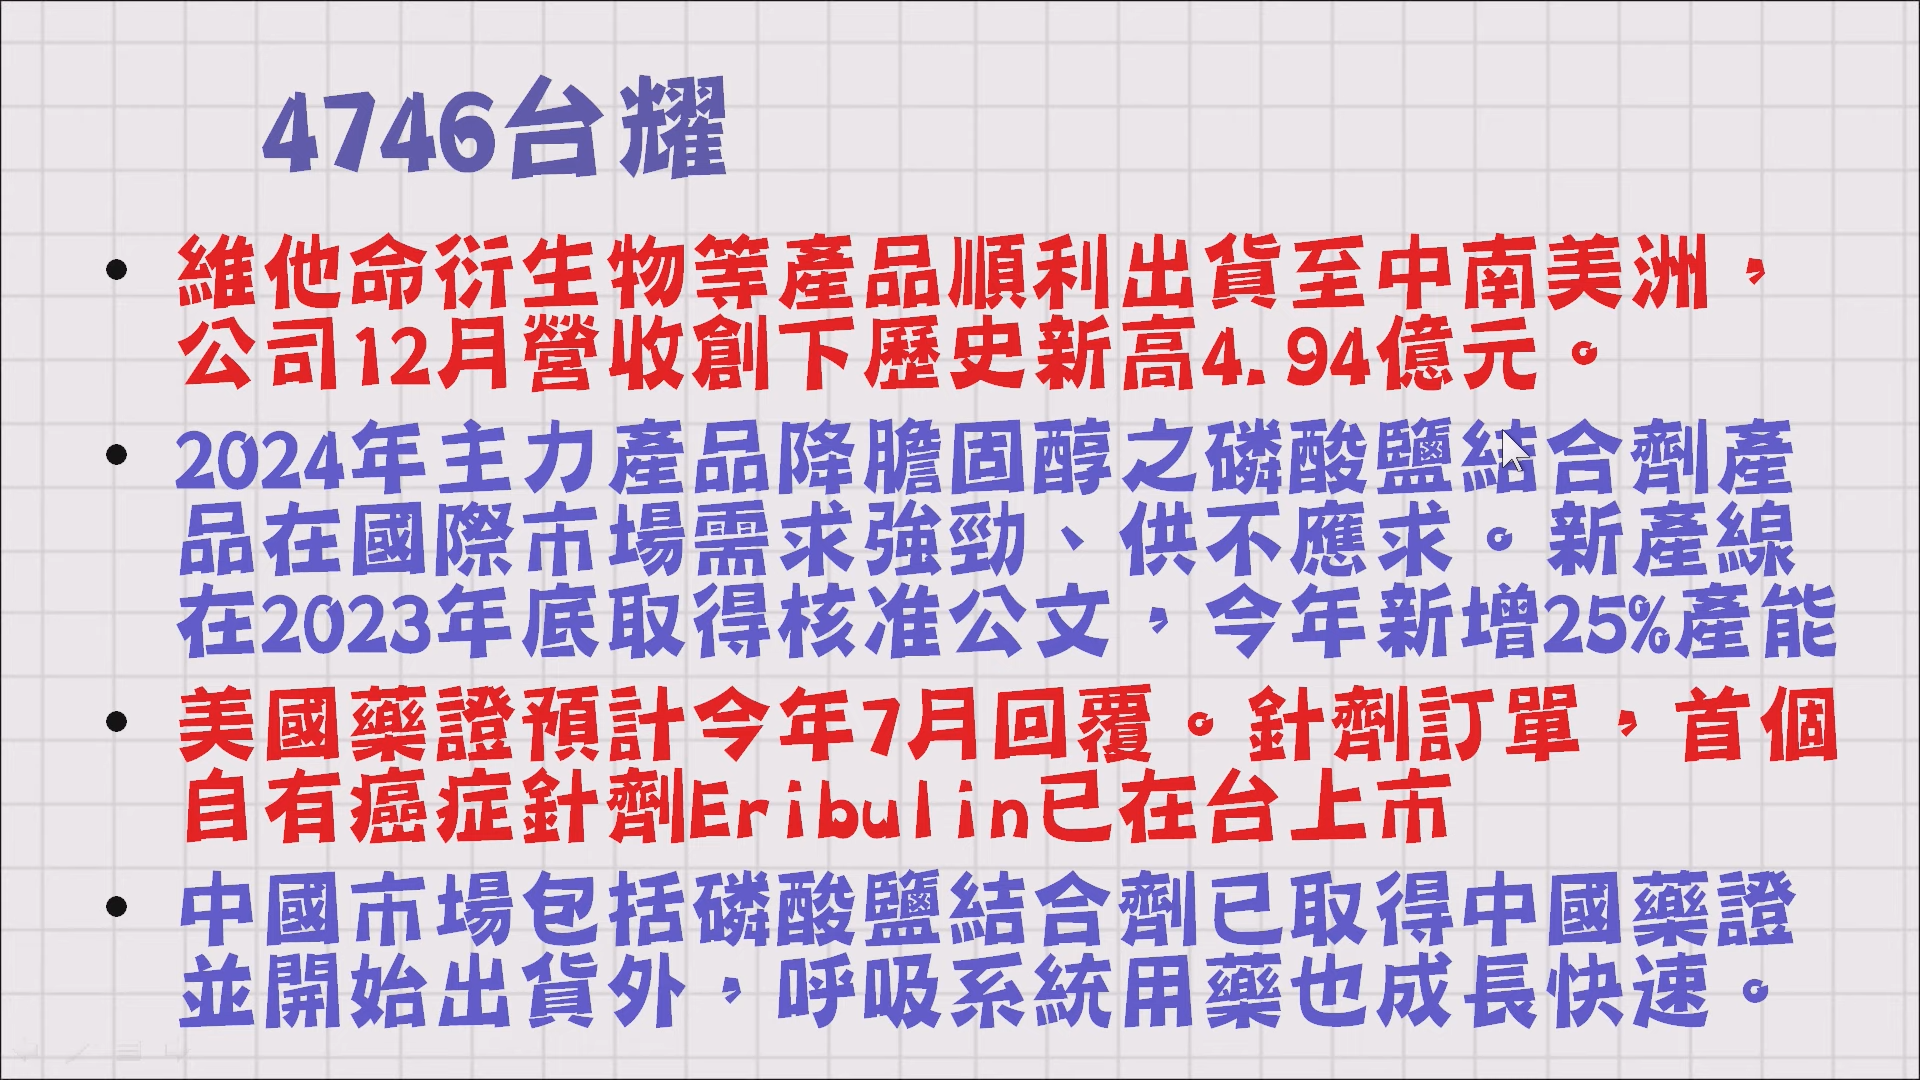 4746台耀
維他命衍生物等產品順利出貨至中南美洲，
公司12月營收創下歷史新高4.94億元。
2024年主力產品降膽固醇之磷酸鹽結合劑產
品在國際市場需求強勁、供不應求。新產線
在2023年底取得核准公文，今年新增25%產能
美國藥證預計今年7月回覆。針劑訂單，首個
自有癌症針劑Eribulin已在台上市
中國市場包括磷酸鹽結合劑已取得中國藥證
並開始出貨外，呼吸系統用藥也成長快速。